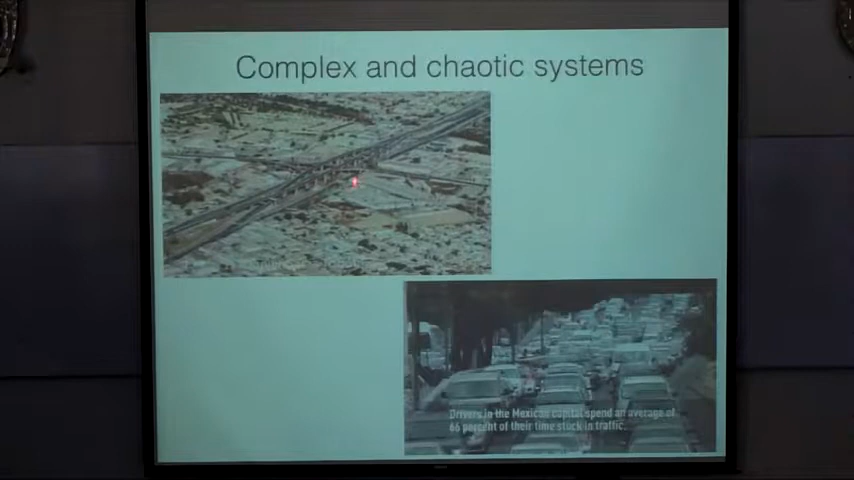 Complex and chaotic systems
Drivers in the Mexican capital spend an average of
66 percent of their time stuck in traffic.